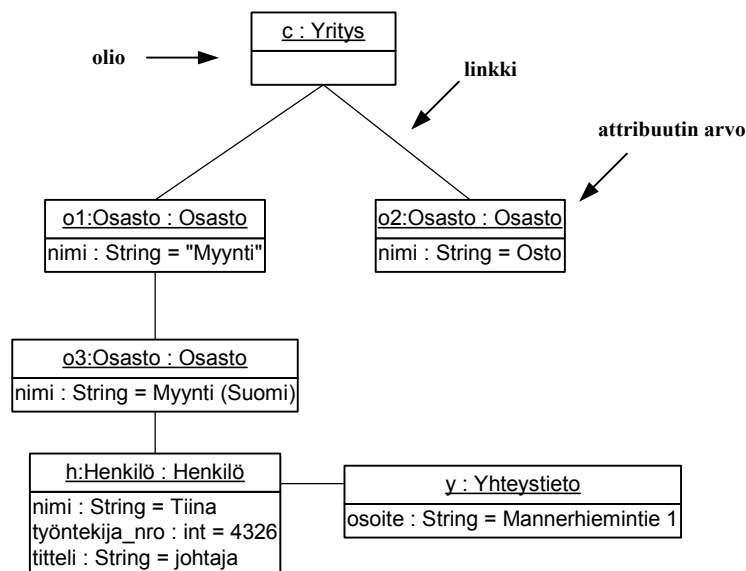 c : Yritys
olio
linkki
attribuutin arvo
o1:Osasto : Osasto
nimi : String = "Myynti"
o2:Osasto : Osasto
nimi : String = Osto
o3:Osasto : Osasto
nimi : String = Myynti (Suomi)
h:Henkilö : Henkilö
nimi : String = Tiina
työntekija_nro : int = 4326
titteli : String = johtaja
y : Yhteystieto
osoite : String = Mannerhiemintie 1